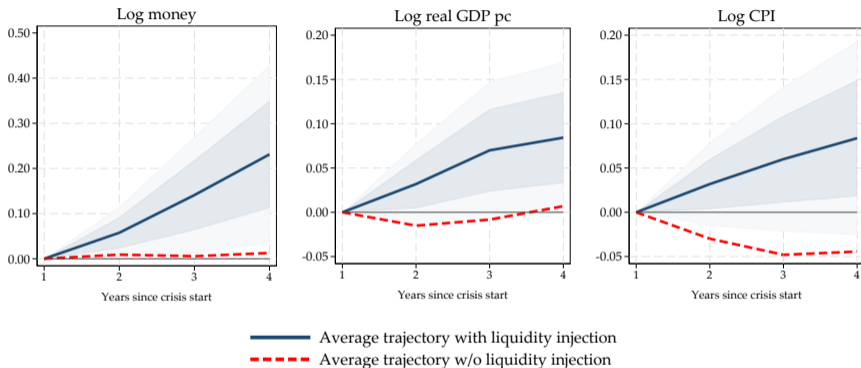 Log money
0.50
0.40
0.30
0.20
0.10
0.00
1 2 3 4
Years since crisis start
Log real GDP pc
0.20
0.15
0.10
0.05
0.00
-0.05
1 2 3 4
Years since crisis start
Log CPI
0.20
0.15
0.10
0.05
0.00
-0.05
1 2 3 4
Years since crisis start
Average trajectory with liquidity injection
Average trajectory w/o liquidity injection